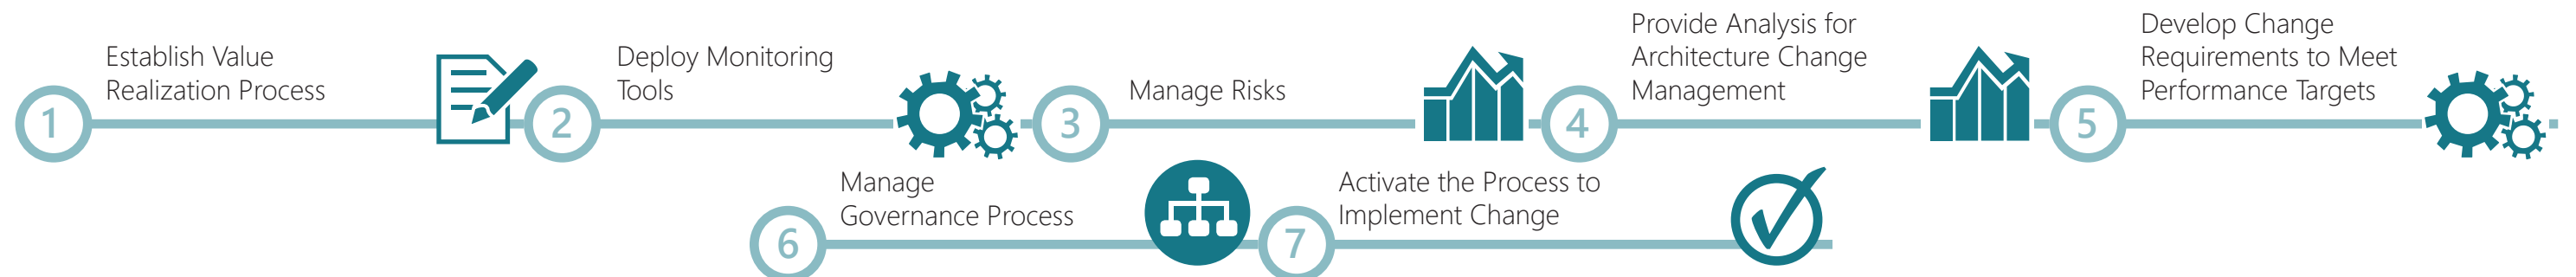 1
Establish Value
Realization Process
2
Deploy Monitoring
Tools
3
Manage Risks
4
Provide Analysis for
Architecture Change
Management
5
Develop Change
Requirements to Meet
Performance Targets
6
Manage
Governance Process
7
Activate the Process to
Implement Change